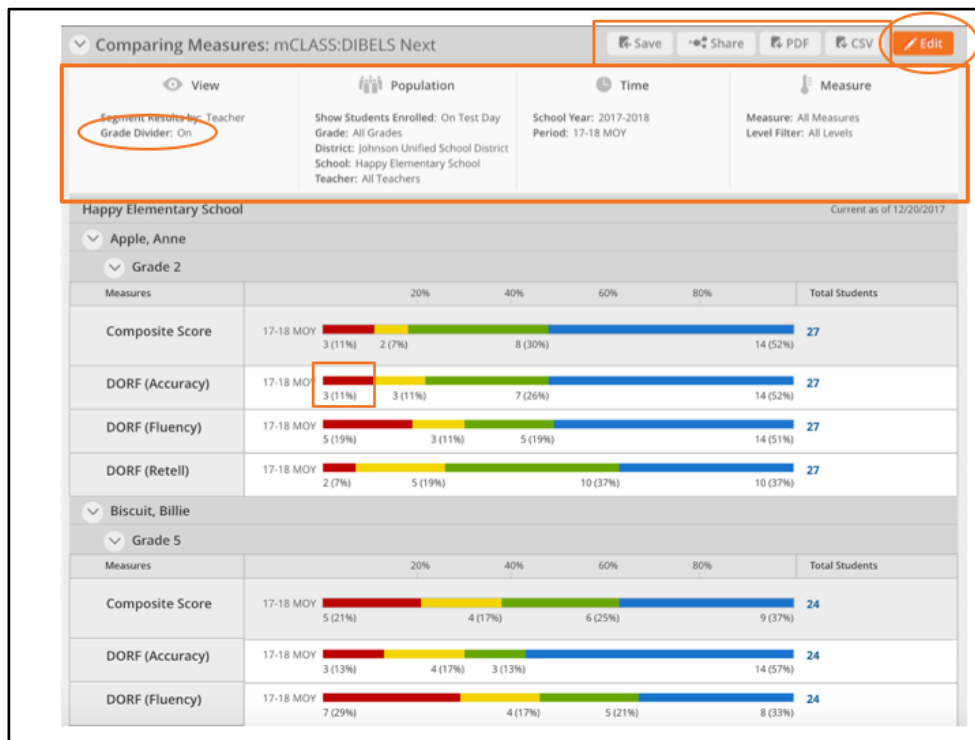 Comparing Measures: mCLASS:DIBELS Next
Save
Share
PDF
CSV
Edit
View
Segment Results by: Teacher
Grade Divider: On
Population
Show Students Enrolled: On Test Day
Grade: All Grades
District: Johnson Unified School District
School: Happy Elementary School
Teacher: All Teachers
Time
School Year: 2017-2018
Period: 17-18 MOY
Measure
Measure: All Measures
Level Filter: All Levels
Happy Elementary School Current as of 12/20/2017
Apple, Anne
Grade 2
Measures 20% 40% 60% 80% Total Students
Composite Score 17-18 MOY 27
3 (11%) 2 (7%) 8 (30%) 14 (52%)
DORF (Accuracy) 17-18 MOY 27
3 (11%) 3 (11%) 7 (26%) 14 (52%)
DORF (Fluency) 17-18 MOY 27
5 (19%) 3 (11%) 5 (19%) 14 (51%)
DORF (Retell) 17-18 MOY 27
2 (7%) 5 (19%) 10 (37%) 10 (37%)
Biscuit, Billie
Grade 5
Measures 20% 40% 60% 80% Total Students
Composite Score 17-18 MOY 24
5 (21%) 4 (17%) 6 (25%) 9 (37%)
DORF (Accuracy) 17-18 MOY 24
3 (13%) 4 (17%) 3 (13%) 14 (57%)
DORF (Fluency) 17-18 MOY 24
7 (29%) 4 (17%) 5 (21%) 8 (33%)